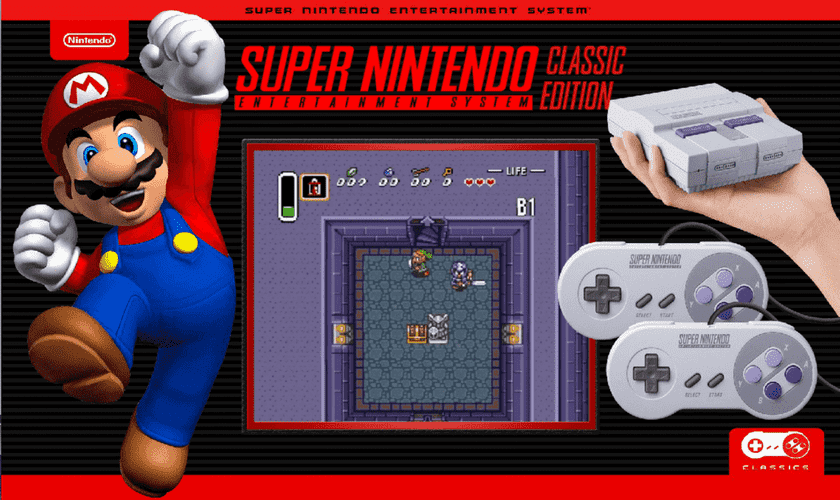 SUPER NINTENDO ENTERTAINMENT SYSTEM™
Nintendo
M
SUPER NINTENDO
ENTERTAINMENT SYSTEM
CLASSIC
EDITION
— LIFE —
B1
SUPER NINTENDO
SELECT START
X
SUPER NINTENDO
SELECT START
X
CLASSICS